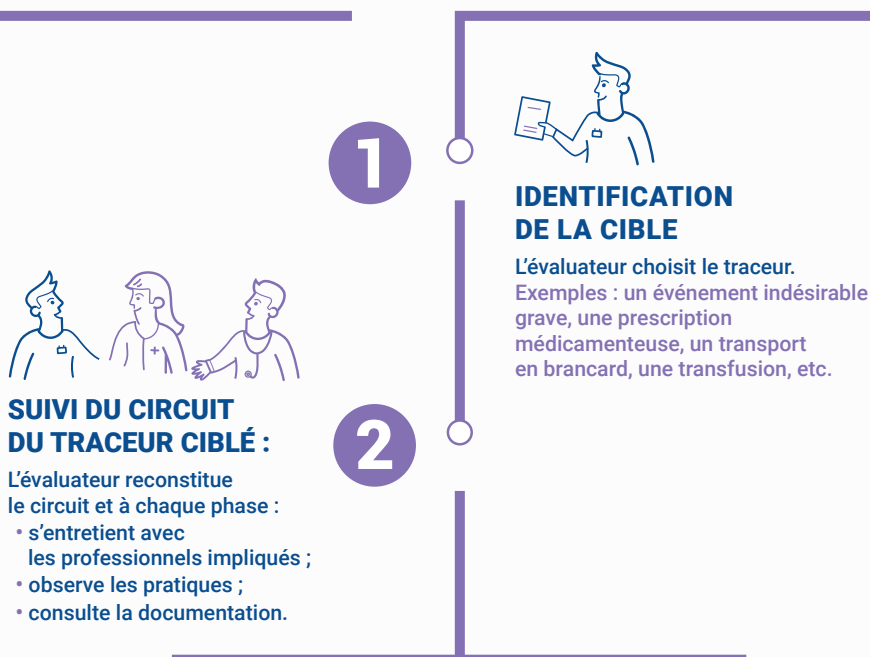 1
IDENTIFICATION
DE LA CIBLE
L’évaluateur choisit le traceur.
Exemples : un événement indésirable
grave, une prescription
médicamenteuse, un transport
en brancard, une transfusion, etc.
2
SUIVI DU CIRCUIT
DU TRACEUR CIBLÉ :
L’évaluateur reconstitue
le circuit et à chaque phase :
• s’entretient avec
les professionnels impliqués ;
• observe les pratiques ;
• consulte la documentation.